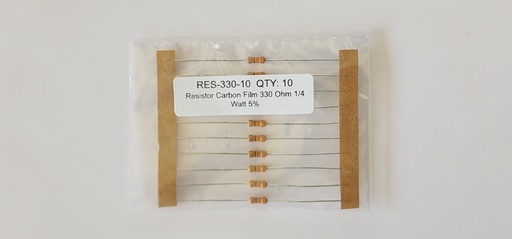 RES-330-10 QTY: 10
Resistor Carbon Film 330 Ohm 1/4
Watt 5%